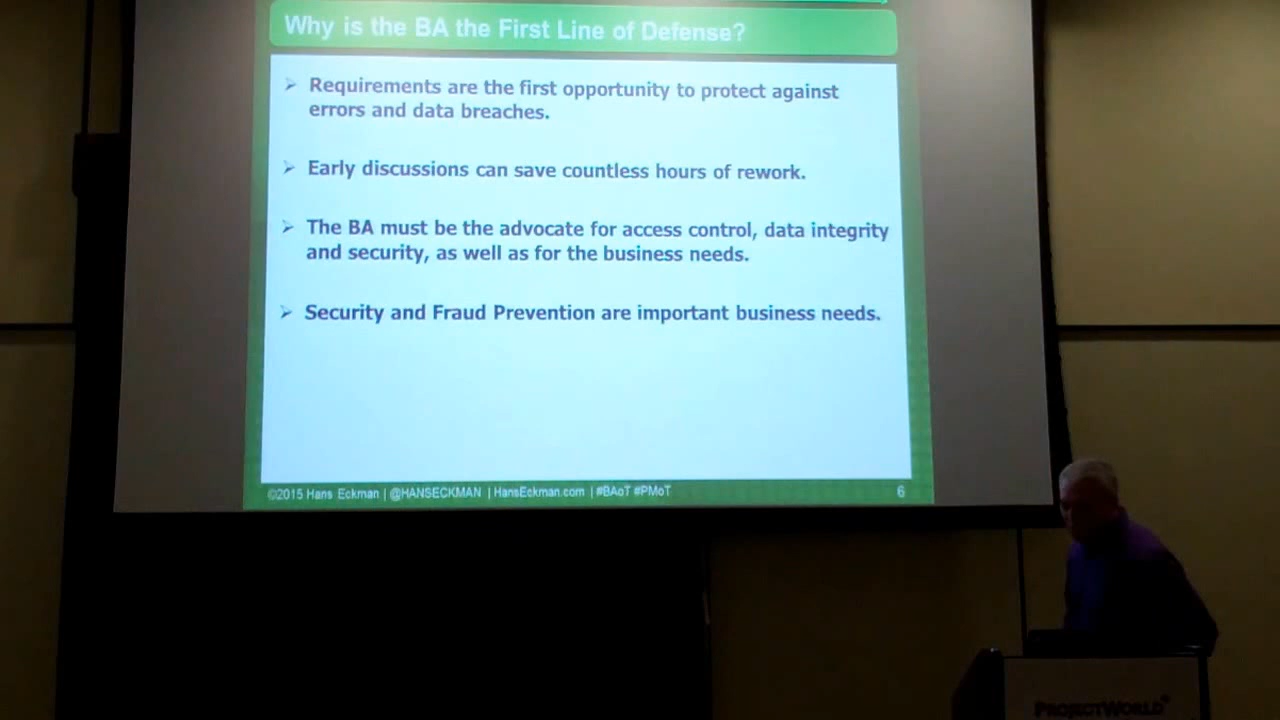 Why is the BA the First Line of Defense?
➢ Requirements are the first opportunity to protect against
errors and data breaches.
➢ Early discussions can save countless hours of rework.
➢ The BA must be the advocate for access control, data integrity
and security, as well as for the business needs.
➢ Security and Fraud Prevention are important business needs.
©2015 Hans Eckman | @HANSECKMAN | HansEckman.com | #BAoT #PMoT
6
PROJECTWORLD